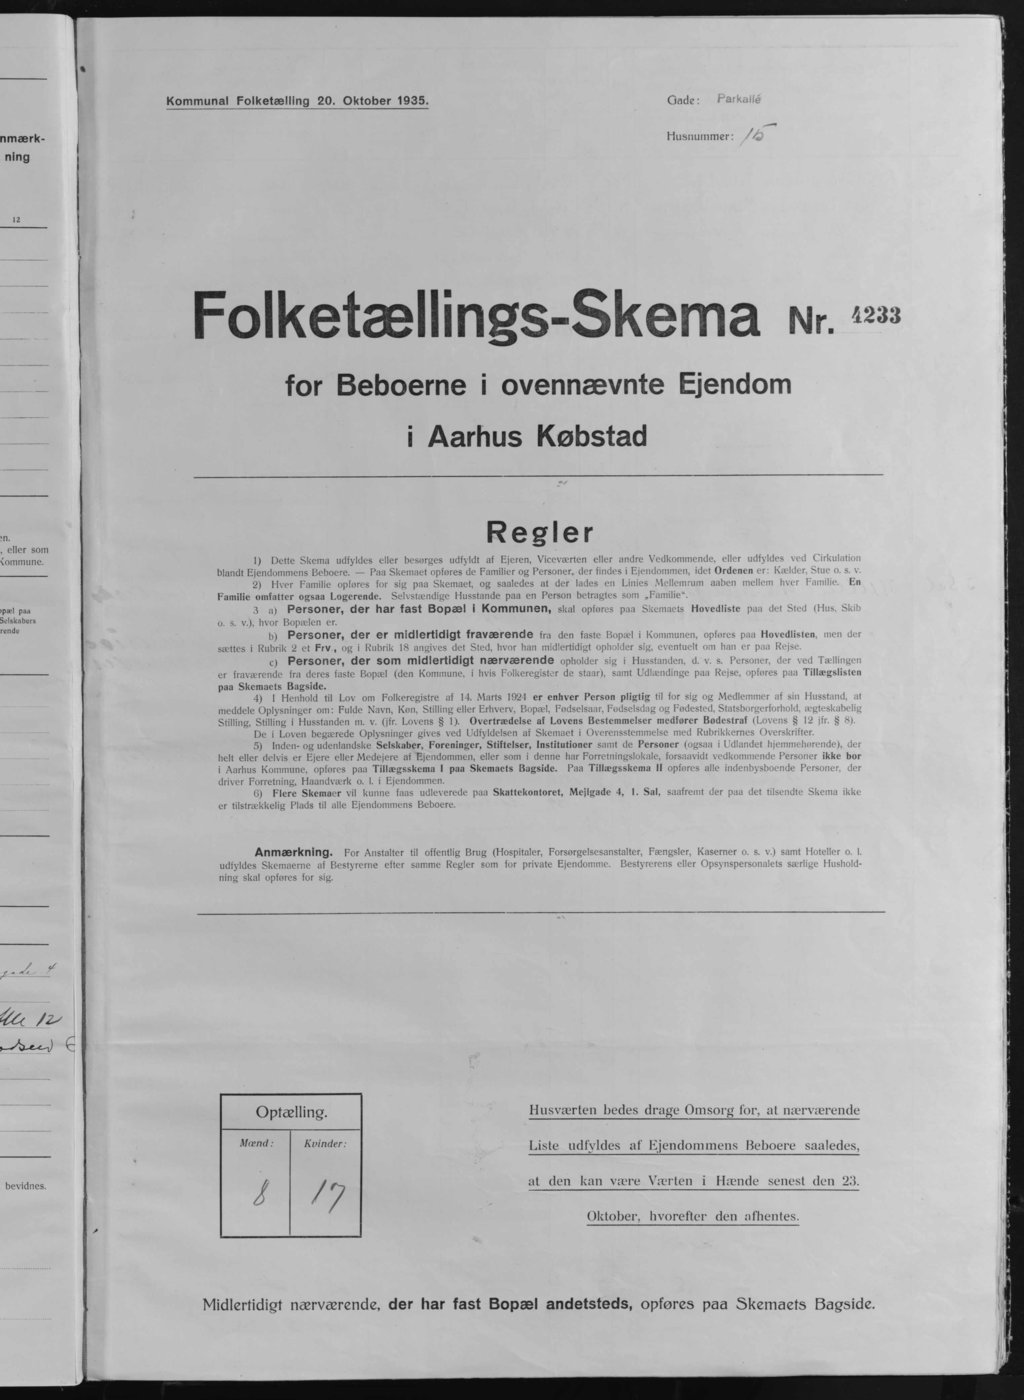 nmærk-
ning
12
en.
, eller som
Kommune.
opæl paa
Selskabers
rende
gade 4
Alle 12
bevidnes.
Kommunal Folketælling 20. Oktober 1935.
Gade: Parkallé
Husnummer: 15
Folketællings-Skema Nr. 4233
for Beboerne i ovennævnte Ejendom
i Aarhus Købstad
Regler
1) Dette Skema udfyldes eller besørges udfyldt af Ejeren, Viceværten eller andre Vedkommende, eller udfyldes ved Cirkulation
blandt Ejendommens Beboere. — Paa Skemaet opføres de Familier og Personer, der findes i Ejendommen, idet Ordenen er: Kælder, Stue o. s. v.
2) Hver Familie opføres for sig paa Skemaet, og saaledes at der lades en Linies Mellemrum aaben mellem hver Familie. En
Familie omfatter ogsaa Logerende. Selvstændige Husstande paa en Person betragtes som „Familie“.
3 a) Personer, der har fast Bopæl i Kommunen, skal opføres paa Skemaets Hovedliste paa det Sted (Hus, Skib
o. s. v.), hvor Bopælen er.
b) Personer, der er midlertidigt fraværende fra den faste Bopæl i Kommunen, opføres paa Hovedlisten, men der
sættes i Rubrik 2 et Frv., og i Rubrik 18 angives det Sted, hvor han midlertidigt opholder sig, eventuelt om han er paa Rejse.
c) Personer, der som midlertidigt nærværende opholder sig i Husstanden, d. v. s. Personer, der ved Tællingen
er fraværende fra deres faste Bopæl (den Kommune, i hvis Folkeregister de staar), samt Udlændinge paa Rejse, opføres paa Tillægslisten
paa Skemaets Bagside.
4) I Henhold til Lov om Folkeregistre af 14. Marts 1924 er enhver Person pligtig til for sig og Medlemmer af sin Husstand, at
meddele Oplysninger om: Fulde Navn, Køn, Stilling eller Erhverv, Bopæl, Fødselsaar, Fødselsdag og Fødested, Statsborgerforhold, ægteskabelig
Stilling, Stilling i Husstanden m. v. (jfr. Lovens § 1). Overtrædelse af Lovens Bestemmelser medfører Bødestraf (Lovens § 12 jfr. § 8).
De i Loven begærede Oplysninger gives ved Udfyldelsen af Skemaet i Overensstemmelse med Rubrikkernes Overskrifter.
5) Inden- og udenlandske Selskaber, Foreninger, Stiftelser, Institutioner samt de Personer (ogsaa i Udlandet hjemmehørende), der
helt eller delvis er Ejere eller Medejere af Ejendommen, eller som i denne har Forretningslokale, forsaavidt vedkommende Personer ikke bor
i Aarhus Kommune, opføres paa Tillægsskema I paa Skemaets Bagside. Paa Tillægsskema II opføres alle indenbysboende Personer, der
driver Forretning, Haandværk o. l. i Ejendommen.
6) Flere Skemaer vil kunne faas udleverede paa Skattekontoret, Mejlgade 4, 1. Sal, saafremt der paa det tilsendte Skema ikke
er tilstrækkelig Plads til alle Ejendommens Beboere.
Anmærkning. For Anstalter til offentlig Brug (Hospitaler, Forsørgelsesanstalter, Fængsler, Kaserner o. s. v.) samt Hoteller o. l.
udfyldes Skemaerne af Bestyrerne efter samme Regler som for private Ejendomme. Bestyrerens eller Opsynspersonalets særlige Hushold-
ning skal opføres for sig.
Optælling.
Mænd: Kvinder:
8 17
Husværten bedes drage Omsorg for, at nærværende
Liste udfyldes af Ejendommens Beboere saaledes,
at den kan være Værten i Hænde senest den 23.
Oktober, hvorefter den afhentes.
Midlertidigt nærværende, der har fast Bopæl andetsteds, opføres paa Skemaets Bagside.